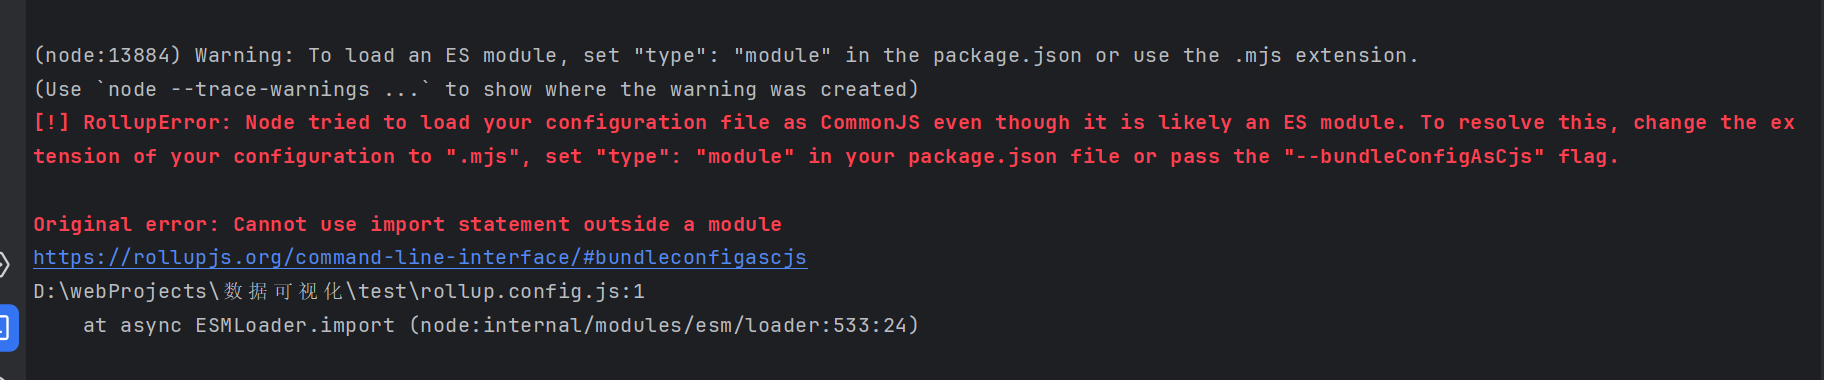 (node:13884) Warning: To load an ES module, set "type": "module" in the package.json or use the .mjs extension.
(Use `node --trace-warnings ...` to show where the warning was created)
[!] RollupError: Node tried to load your configuration file as CommonJS even though it is likely an ES module. To resolve this, change the ex
tension of your configuration to ".mjs", set "type": "module" in your package.json file or pass the "--bundleConfigAsCjs" flag.
Original error: Cannot use import statement outside a module
https://rollupjs.org/command-line-interface/#bundleconfigascjs
D:\webProjects\数据可视化\test\rollup.config.js:1
    at async ESMLoader.import (node:internal/modules/esm/loader:533:24)